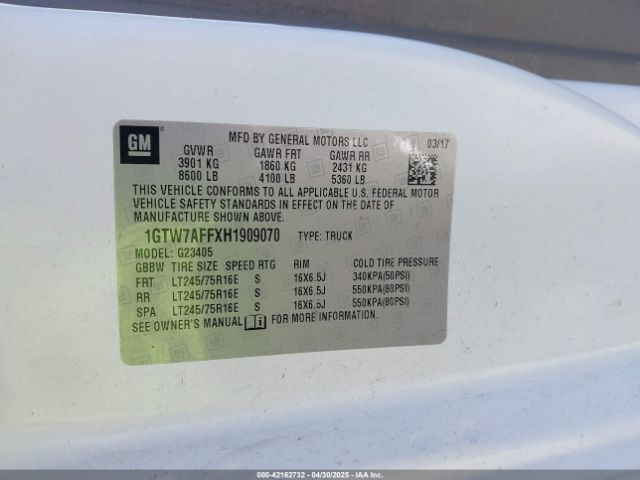 GM
MFD BY GENERAL MOTORS LLC 03/17
GVWR GAWR FRT GAWR RR
3901 KG 1860 KG 2431 KG
8600 LB 4100 LB 5360 LB
THIS VEHICLE CONFORMS TO ALL APPLICABLE U.S. FEDERAL MOTOR
VEHICLE SAFETY STANDARDS IN EFFECT ON THE DATE OF
MANUFACTURE SHOWN ABOVE.
1GTW7AFFXH1909070 TYPE: TRUCK
MODEL: G23405
GBBW TIRE SIZE SPEED RTG RIM COLD TIRE PRESSURE
FRT LT245/75R16E S 16X6.5J 340KPA(50PSI)
RR LT245/75R16E S 16X6.5J 550KPA(80PSI)
SPA LT245/75R16E S 16X6.5J 550KPA(80PSI)
SEE OWNER'S MANUAL FOR MORE INFORMATION.
000-42162732 - 04/30/2025 - IAAI.COM